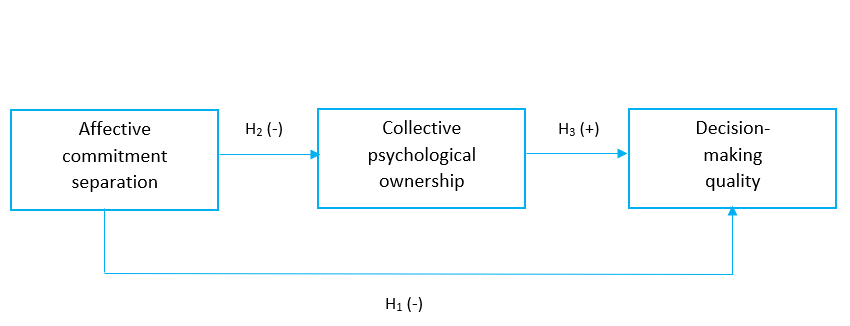 Affective
commitment
separation
H₂ (-)
Collective
psychological
ownership
H₃ (+)
Decision-
making
quality
H₁ (-)